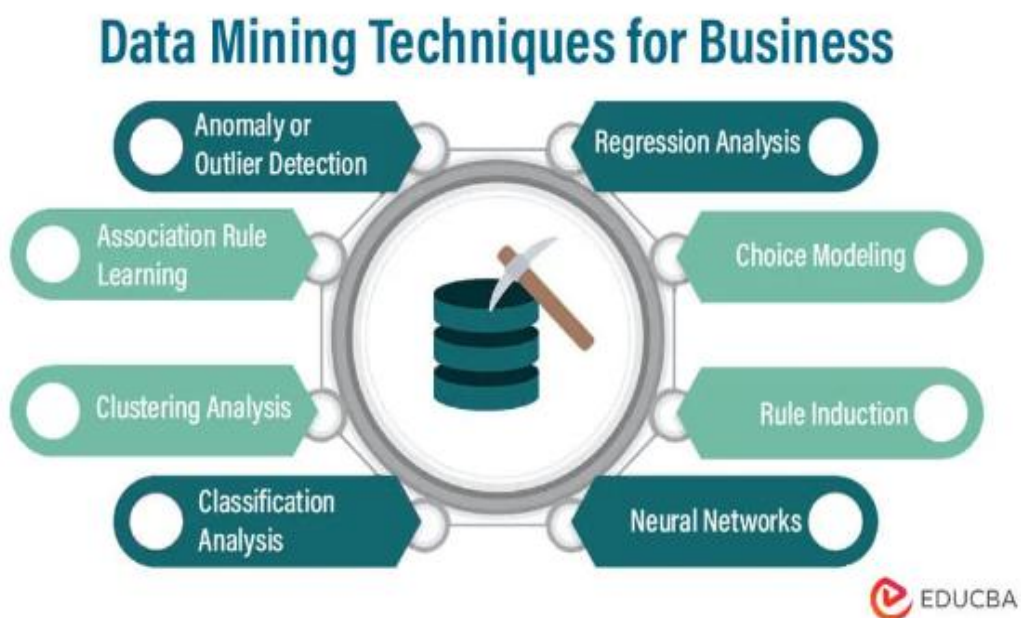 Data Mining Techniques for Business
Anomaly or
Outlier Detection
Association Rule
Learning
Clustering Analysis
Classification
Analysis
Regression Analysis
Choice Modeling
Rule Induction
Neural Networks
EDUCBA